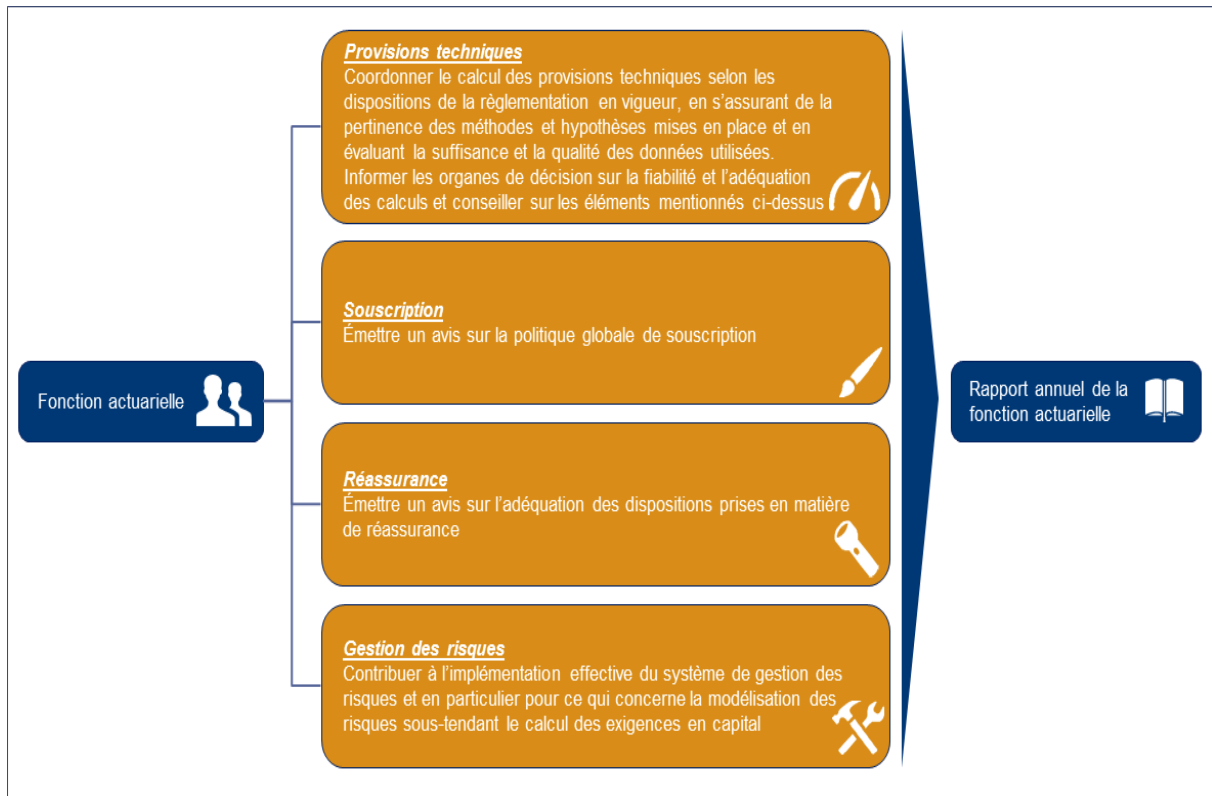 Fonction actuarielle
Provisions techniques
Coordonner le calcul des provisions techniques selon les
dispositions de la règlementation en vigueur, en s'assurant de la
pertinence des méthodes et hypothèses mises en place et en
évaluant la suffisance et la qualité des données utilisées.
Informer les organes de décision sur la fiabilité et l'adéquation
des calculs et conseiller sur les éléments mentionnés ci-dessus
Souscription
Émettre un avis sur la politique globale de souscription
Réassurance
Émettre un avis sur l'adéquation des dispositions prises en matière
de réassurance
Gestion des risques
Contribuer à l'implémentation effective du système de gestion des
risques et en particulier pour ce qui concerne la modélisation des
risques sous-tendant le calcul des exigences en capital
Rapport annuel de la
fonction actuarielle